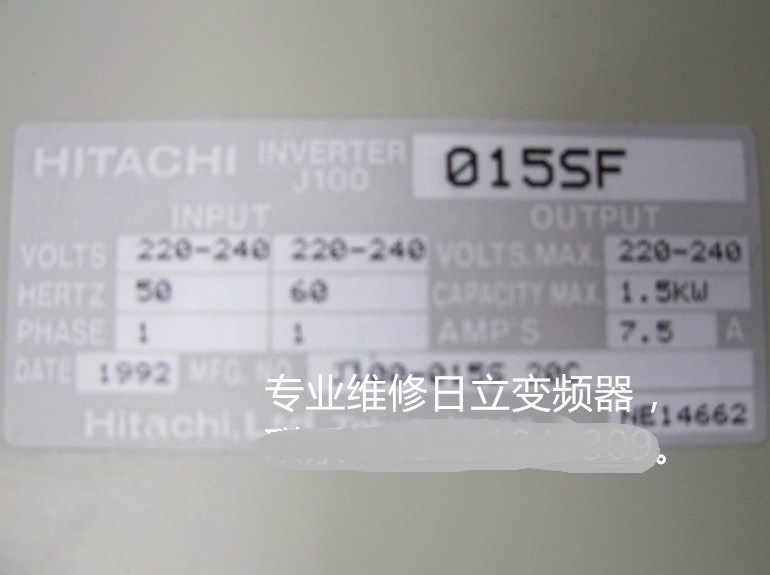 HITACHI INVERTER J100 015SF
INPUT OUTPUT
VOLTS 220-240 220-240 VOLTS.MAX. 220-240
HERTZ 50 60 CAPACITY MAX. 1.5KW
PHASE 1 1 AMP'S 7.5 A
DATE 1992 MFG. NO.
专业维修日立变频器，
Hitachi, NE14662
309。